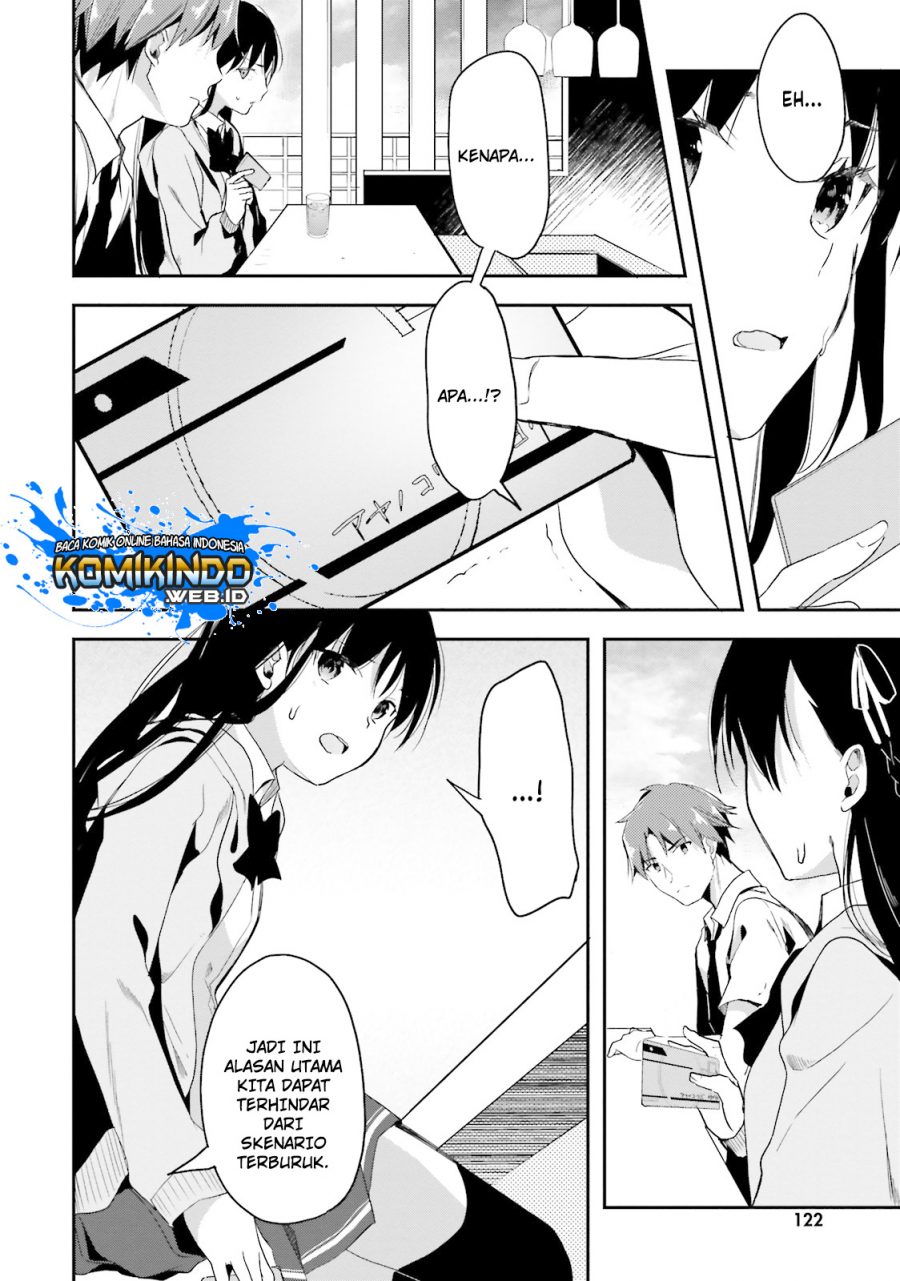 EH...
KENAPA...
APA...!?
アヤノコウ
BACA KOMIK ONLINE BAHASA INDONESIA
KOMIKINDO
WEB.ID
...!
JADI INI
ALASAN UTAMA
KITA DAPAT
TERHINDAR
DARI
SKENARIO
TERBURUK.
122